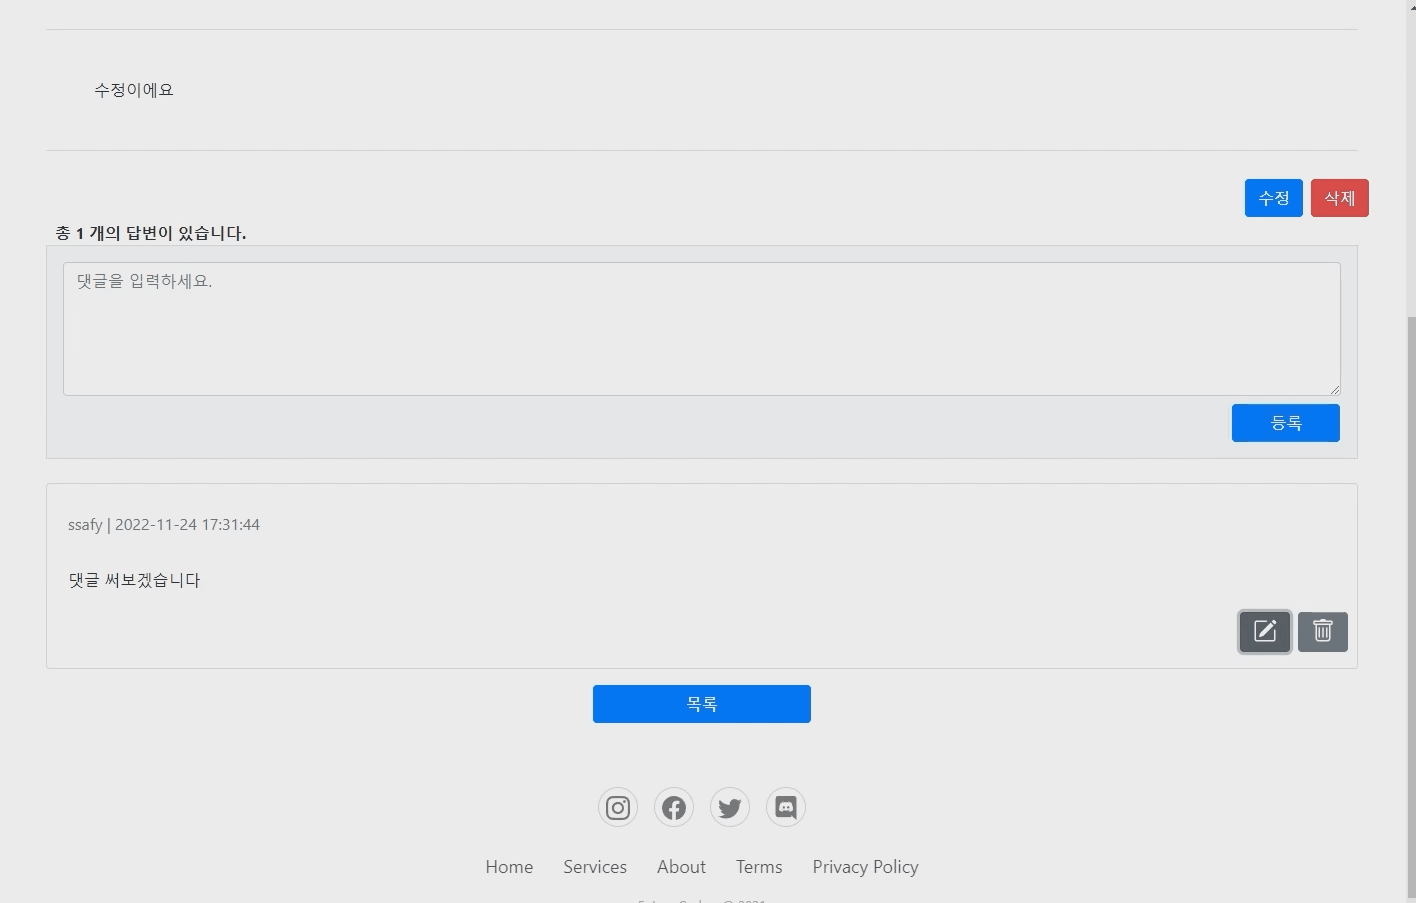 수정이에요
수정 삭제
총 1 개의 답변이 있습니다.
댓글을 입력하세요.
등록
ssafy | 2022-11-24 17:31:44
댓글 써보겠습니다
목록
Home Services About Terms Privacy Policy